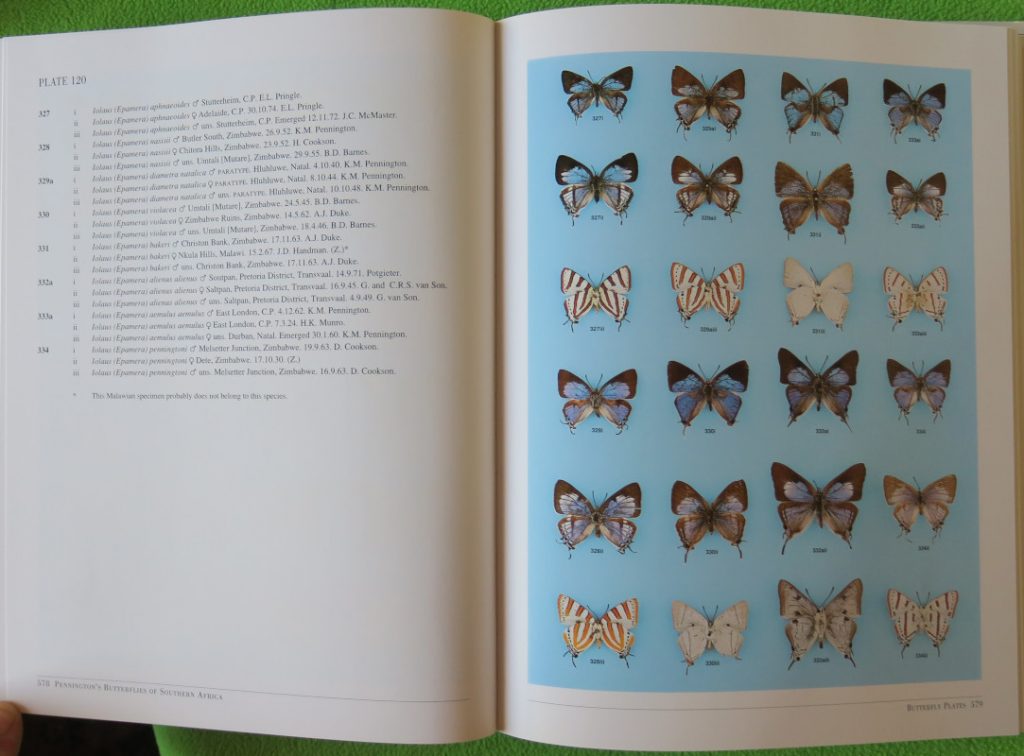 PLATE 120
327 i Iolaus (Epamera) aphnaeoides ♂ Stutterheim, C.P. E.L. Pringle.
ii Iolaus (Epamera) aphnaeoides ♀ Adelaide, C.P. 30.10.74. E.L. Pringle.
iii Iolaus (Epamera) aphnaeoides ♂ uns. Stutterheim, C.P. Emerged 12.11.72. J.C. McMaster.
328 i Iolaus (Epamera) nasisii ♂ Butler South, Zimbabwe. 26.9.52. K.M. Pennington.
ii Iolaus (Epamera) nasisii ♀ Chitora Hills, Zimbabwe. 23.9.52. H. Cookson.
iii Iolaus (Epamera) nasisii ♂ uns. Umtali [Mutare], Zimbabwe. 29.9.55. B.D. Barnes.
329a i Iolaus (Epamera) diametra natalica ♂ PARATYPE. Hluhluwe, Natal. 4.10.40. K.M. Pennington.
ii Iolaus (Epamera) diametra natalica ♀ PARATYPE. Hluhluwe, Natal. 8.10.44. K.M. Pennington.
iii Iolaus (Epamera) diametra natalica ♂ uns. PARATYPE. Hluhluwe, Natal. 10.10.48. K.M. Pennington.
330 i Iolaus (Epamera) violacea ♂ Umtali [Mutare], Zimbabwe. 24.5.45. B.D. Barnes.
ii Iolaus (Epamera) violacea ♀ Zimbabwe Ruins, Zimbabwe. 14.5.62. A.J. Duke.
iii Iolaus (Epamera) violacea ♂ uns. Umtali [Mutare], Zimbabwe. 18.4.46. B.D. Barnes.
331 i Iolaus (Epamera) bakeri ♂ Christon Bank, Zimbabwe. 17.11.63. A.J. Duke.
ii Iolaus (Epamera) bakeri ♀ Nkula Hills, Malawi. 15.2.67. J.D. Handman. (Z.)*
iii Iolaus (Epamera) bakeri ♂ uns. Christon Bank, Zimbabwe. 17.11.63. A.J. Duke.
332a i Iolaus (Epamera) alienus alienus ♂ Soutpan, Pretoria District, Transvaal. 14.9.71. Potgieter.
ii Iolaus (Epamera) alienus alienus ♀ Saltpan, Pretoria District, Transvaal. 16.9.45. G. and C.R.S. van Son.
iii Iolaus (Epamera) alienus alienus ♂ uns. Saltpan, Pretoria District, Transvaal. 4.9.49. G. van Son.
333a i Iolaus (Epamera) aemulus aemulus ♂ East London, C.P. 4.12.62. K.M. Pennington.
ii Iolaus (Epamera) aemulus aemulus ♀ East London, C.P. 7.3.24. H.K. Munro.
iii Iolaus (Epamera) aemulus aemulus ♀ uns. Durban, Natal. Emerged 30.1.60. K.M. Pennington.
334 i Iolaus (Epamera) penningtoni ♂ Melsetter Junction, Zimbabwe. 19.9.63. D. Cookson.
ii Iolaus (Epamera) penningtoni ♀ Dete, Zimbabwe. 17.10.30. (Z.)
iii Iolaus (Epamera) penningtoni ♂ uns. Melsetter Junction, Zimbabwe. 16.9.63. D. Cookson.
* This Malawian specimen probably does not belong to this species.
578 PENNINGTON'S BUTTERFLIES OF SOUTHERN AFRICA
327i 329ai 331i 333ai
327ii 329aii 331ii 333aii
327iii 329aiii 331iii 333aiii
328i 330i 332ai 334i
328ii 330ii 332aii 334ii
328iii 330iii 332aiii 334iii
BUTTERFLY PLATES 579